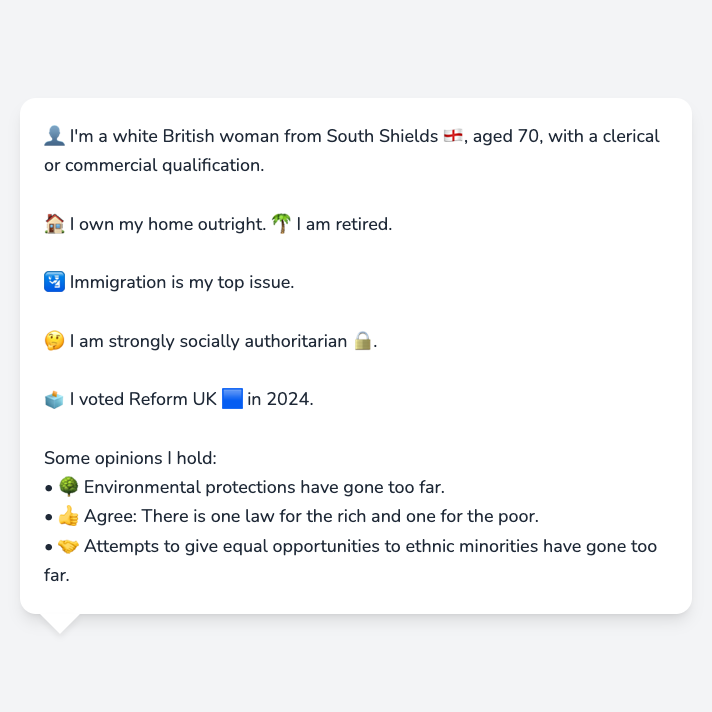 👤 I'm a white British woman from South Shields 🏴󠁧󠁢󠁥󠁮󠁧󠁿, aged 70, with a clerical
or commercial qualification.
🏠 I own my home outright. 🌴 I am retired.
🛂 Immigration is my top issue.
🤔 I am strongly socially authoritarian 🔒.
🗳️ I voted Reform UK 🟦 in 2024.
Some opinions I hold:
• 🌳 Environmental protections have gone too far.
• 👍 Agree: There is one law for the rich and one for the poor.
• 🤝 Attempts to give equal opportunities to ethnic minorities have gone too
far.